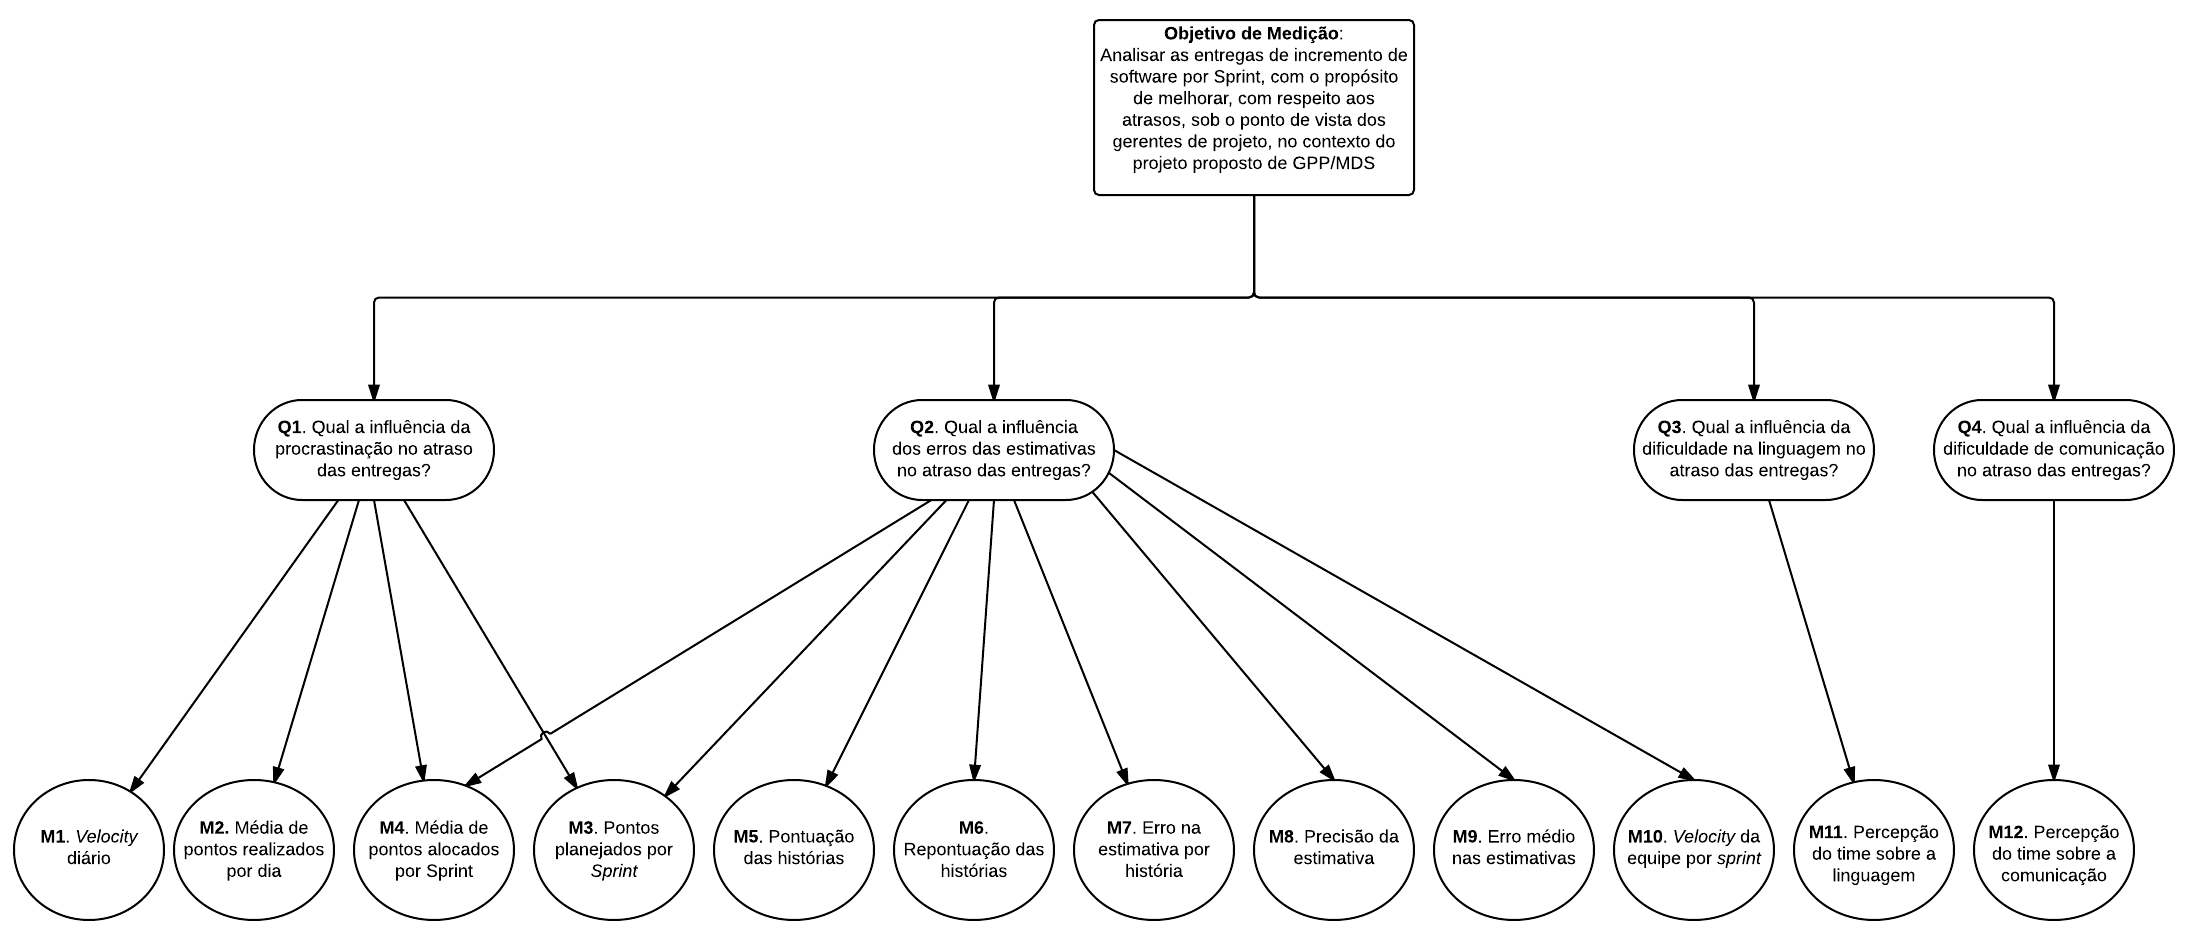 Objetivo de Medição:
Analisar as entregas de incremento de
software por Sprint, com o propósito
de melhorar, com respeito aos
atrasos, sob o ponto de vista dos
gerentes de projeto, no contexto do
projeto proposto de GPP/MDS
Q1. Qual a influência da
procrastinação no atraso
das entregas?
Q2. Qual a influência
dos erros das estimativas
no atraso das entregas?
Q3. Qual a influência da
dificuldade na linguagem no
atraso das entregas?
Q4. Qual a influência da
dificuldade de comunicação
no atraso das entregas?
M1. Velocity
diário
M2. Média de
pontos realizados
por dia
M4. Média de
pontos alocados
por Sprint
M3. Pontos
planejados por
Sprint
M5. Pontuação
das histórias
M6.
Repontuação das
histórias
M7. Erro na
estimativa por
história
M8. Precisão da
estimativa
M9. Erro médio
nas estimativas
M10. Velocity da
equipe por sprint
M11. Percepção
do time sobre a
linguagem
M12. Percepção
do time sobre a
comunicação